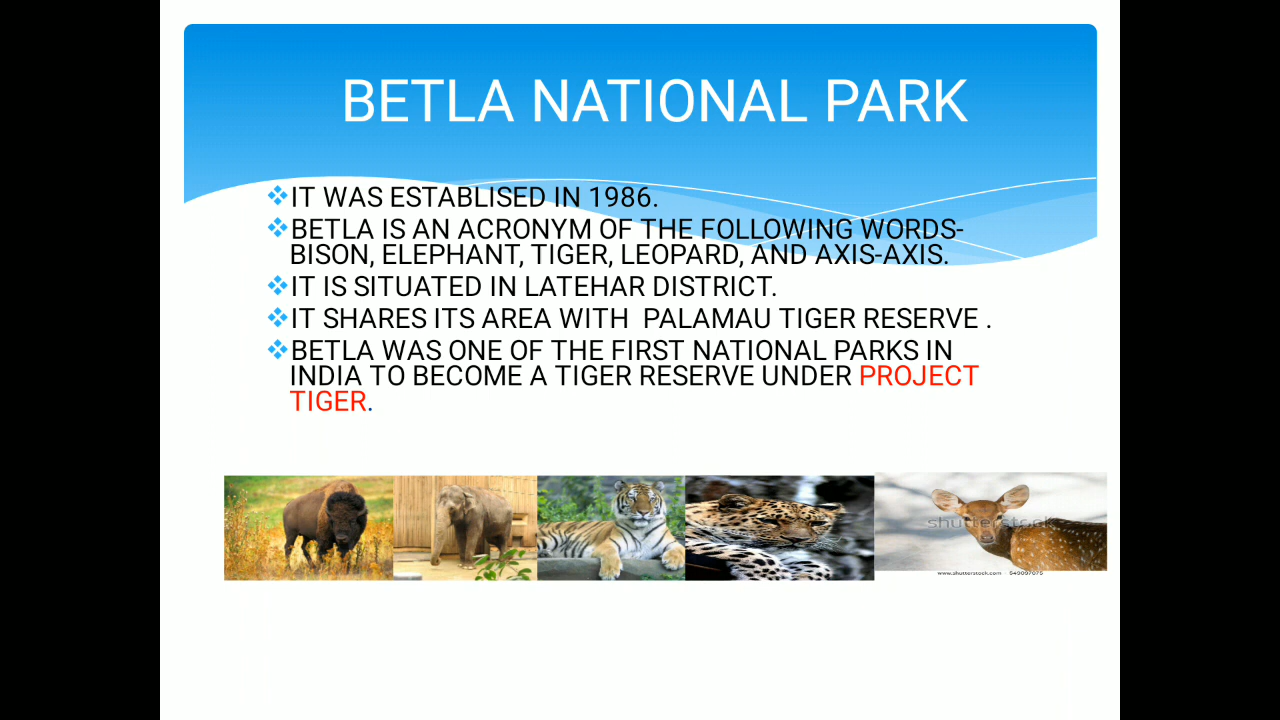 BETLA NATIONAL PARK
IT WAS ESTABLISED IN 1986.
BETLA IS AN ACRONYM OF THE FOLLOWING WORDS-
BISON, ELEPHANT, TIGER, LEOPARD, AND AXIS-AXIS.
IT IS SITUATED IN LATEHAR DISTRICT.
IT SHARES ITS AREA WITH  PALAMAU TIGER RESERVE .
BETLA WAS ONE OF THE FIRST NATIONAL PARKS IN
INDIA TO BECOME A TIGER RESERVE UNDER PROJECT
TIGER.
shutterstock
www.shutterstock.com